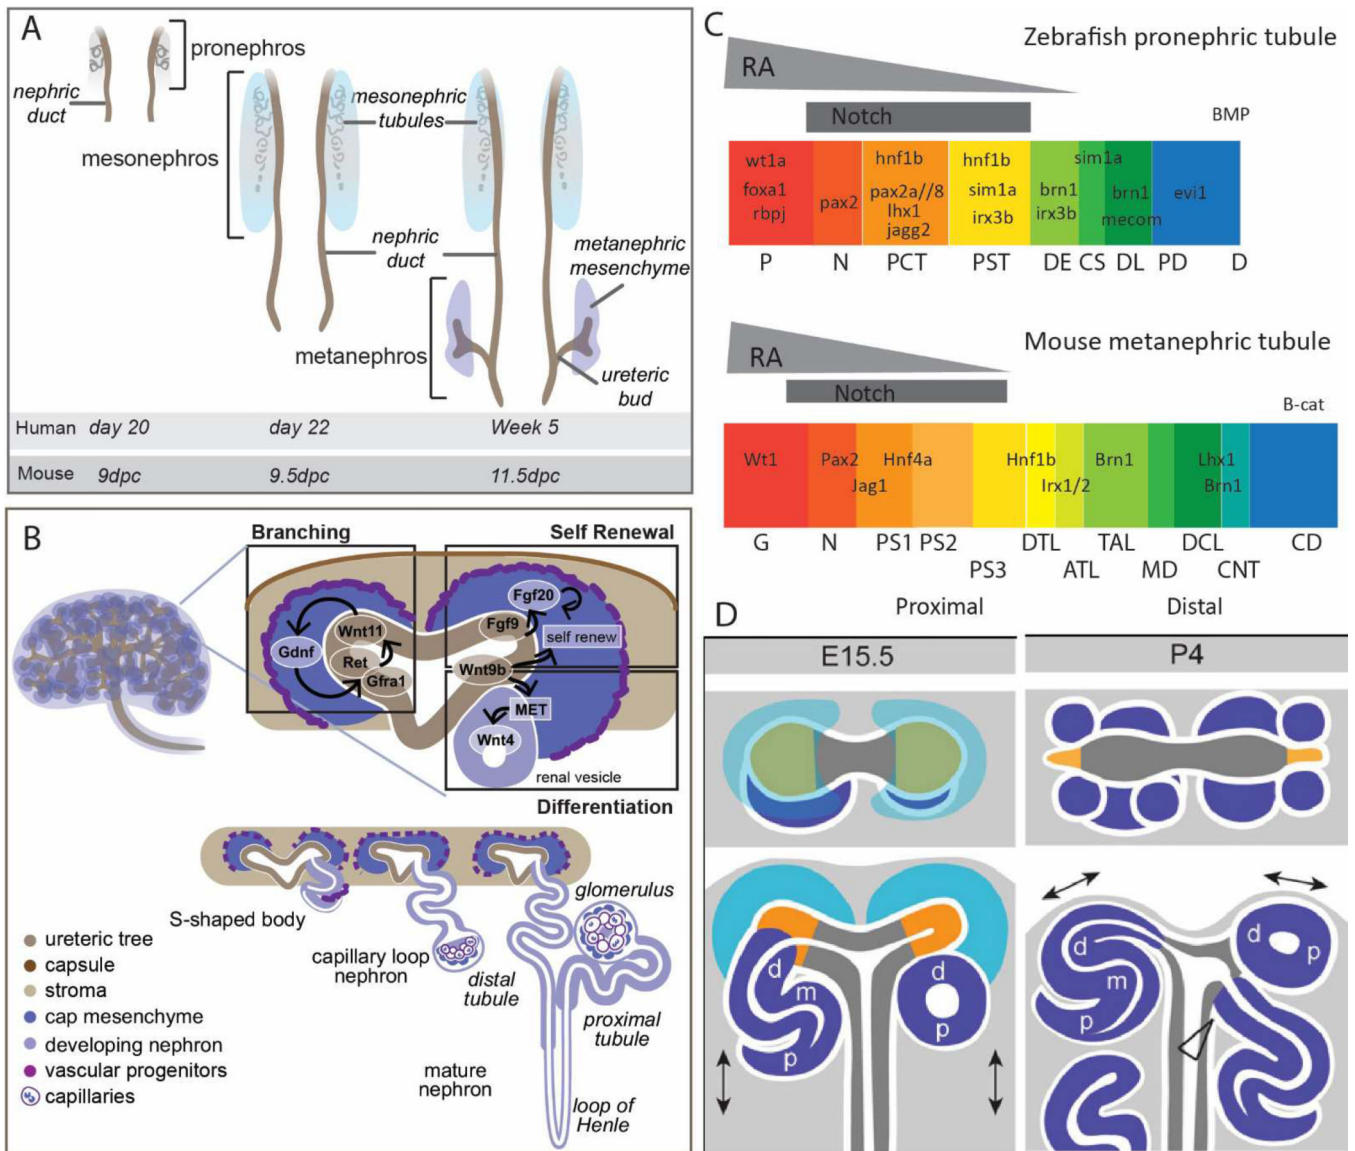 A
pronephros
nephric
duct
mesonephros
mesonephric
tubules
nephric
duct
metanephric
mesenchyme
metanephros
ureteric
bud
Human day 20 day 22 Week 5
Mouse 9dpc 9.5dpc 11.5dpc
B
Branching
Self Renewal
Fgf20
Wnt11
Fgf9
Gdnf
self renew
Ret
Wnt9b
Gfra1
MET
Wnt4
renal vesicle
Differentiation
glomerulus
S-shaped body
capillary loop
nephron
distal
tubule
proximal
tubule
mature
nephron
loop of
Henle
ureteric tree
capsule
stroma
cap mesenchyme
developing nephron
vascular progenitors
capillaries
C
Zebrafish pronephric tubule
RA
Notch
BMP
wt1a hnf1b hnf1b sim1a
foxa1 pax2 pax2a//8 sim1a brn1 brn1 evi1
rbpj lhx1 irx3b irx3b mecom
jagg2
P N PCT PST DE CS DL PD D
Mouse metanephric tubule
RA
Notch
B-cat
Wt1 Pax2 Hnf4a Hnf1b Brn1 Lhx1
Jag1 Irx1/2 Brn1
G N PS1 PS2 DTL TAL DCL CD
PS3 ATL MD CNT
Proximal Distal
D
E15.5 P4
d
m
p
d
p
d
m
p
d
p